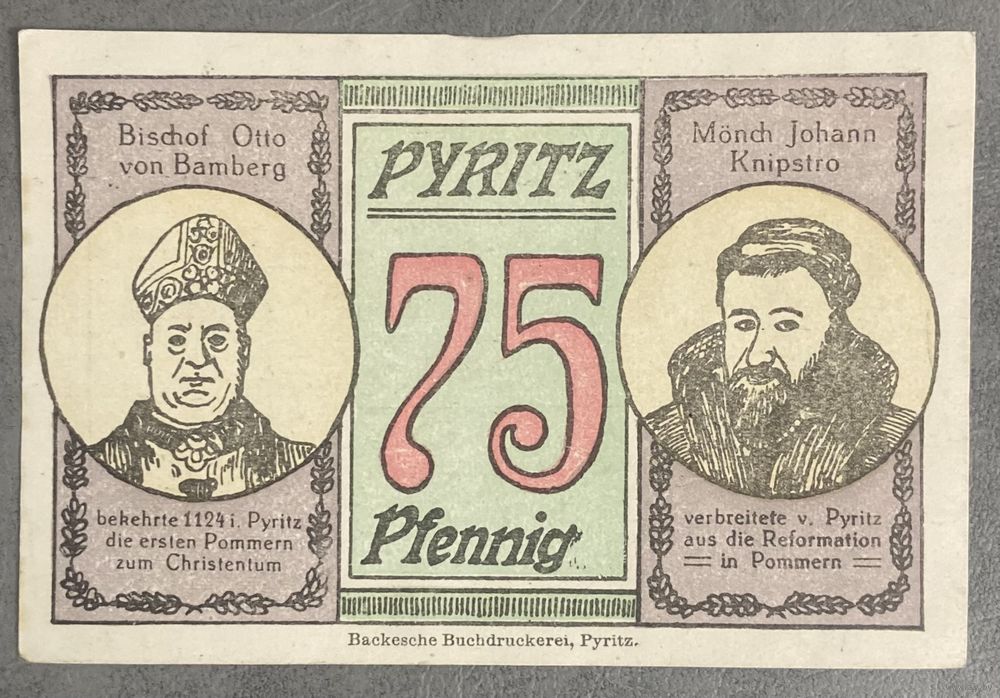 Bischof Otto
von Bamberg
bekehrte 1124 i. Pyritz
die ersten Pommern
zum Christentum
PYRITZ
75
Pfennig
Mönch Johann
Knipstro
verbreitete v. Pyritz
aus die Reformation
in Pommern
Backesche Buchdruckerei, Pyritz.